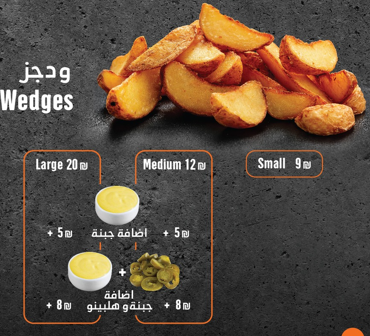 ودجز
Wedges
Large 20₪ Medium 12₪ Small 9₪
+ 5₪ اضافة جبنة + 5₪
+
اضافة
+ 8₪ جبنة و هلبينو + 8₪